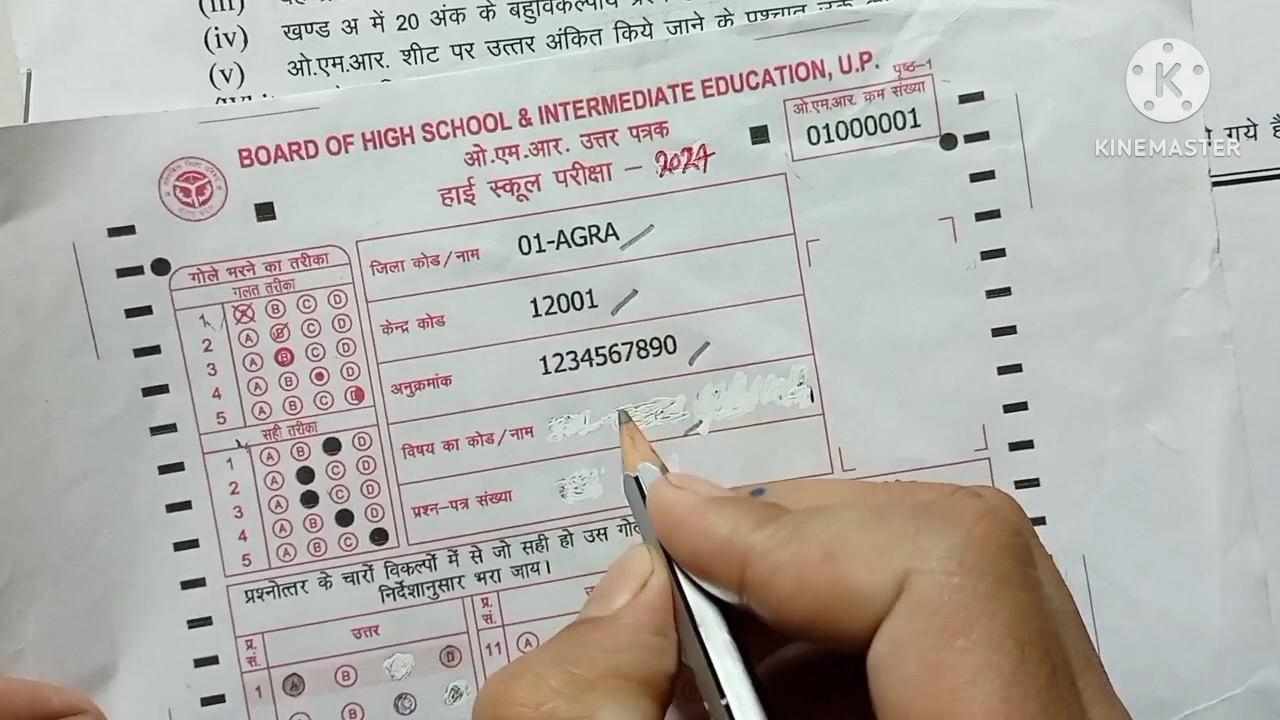 (iii)
(iv) खण्ड अ में 20 अंक के बहुविकल्पीय
(v) ओ.एम.आर. शीट पर उत्तर अंकित किये जाने के पश्चात
गये हैं
KINEMASTER
BOARD OF HIGH SCHOOL & INTERMEDIATE EDUCATION, U.P.
पृष्ठ-1
ओ.एम.आर. उत्तर पत्रक
हाई स्कूल परीक्षा - 2024
ओ.एम.आर. क्रम संख्या
01000001
गोले भरने का तरीका
गलत तरीका
1 B C D
2 A B C D
3 A B C D
4 A B D
5 A B C D
सही तरीका
1 A B D
2 A C D
3 A C D
4 A B D
5 A B C
जिला कोड/नाम 01-AGRA
केन्द्र कोड 12001
अनुक्रमांक 1234567890
विषय का कोड/नाम
प्रश्न-पत्र संख्या
प्रश्नोत्तर के चारों विकल्पों में से जो सही हो उस
निर्देशानुसार भरा जाय।
प्र. सं. उत्तर
1 A B D
B
प्र. सं.
11 A